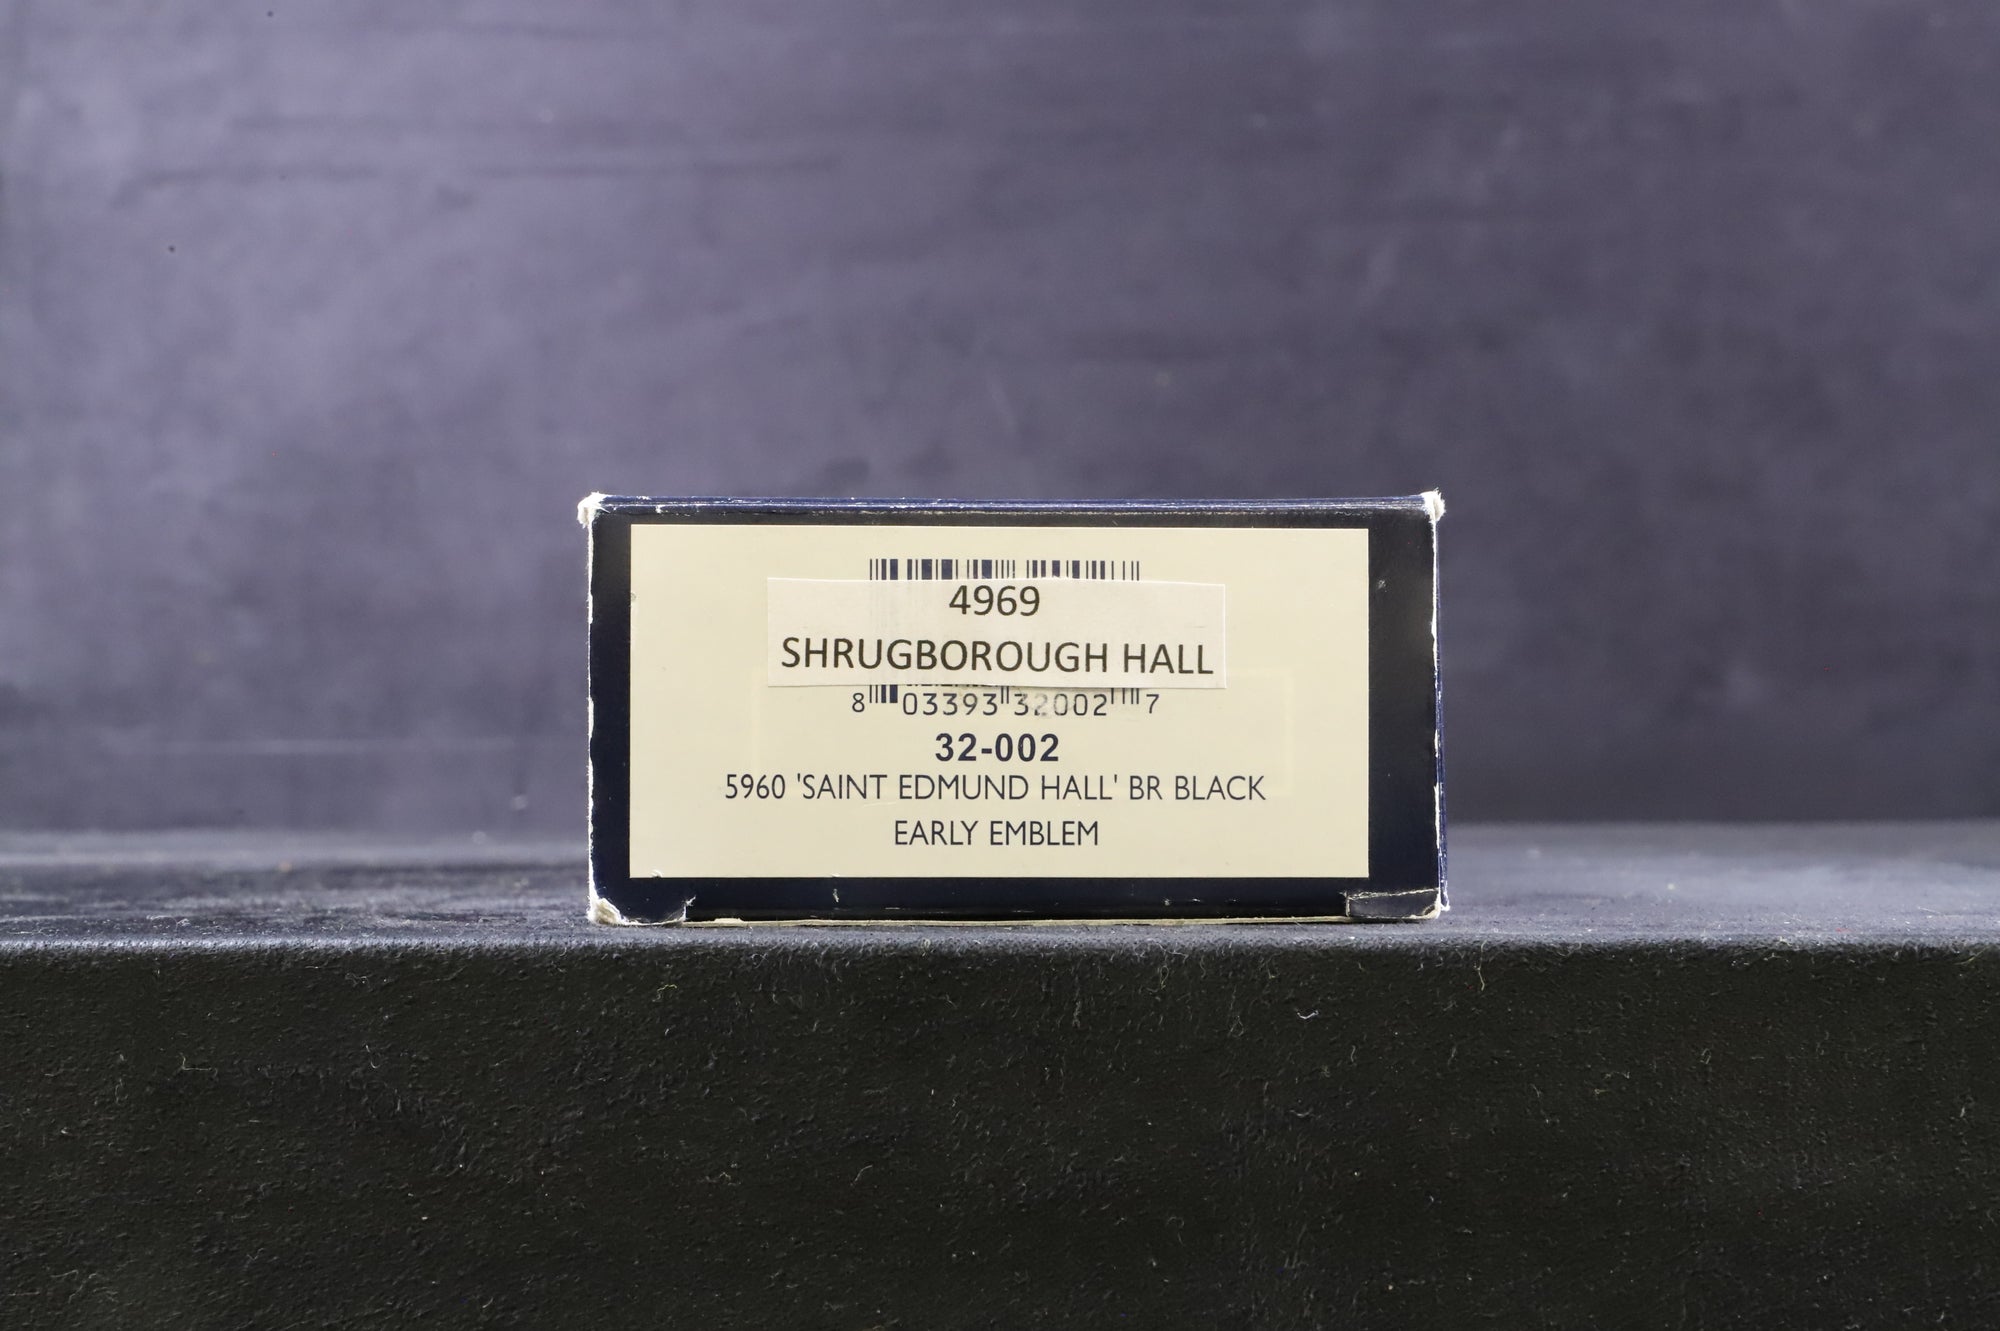 4969
SHRUGBOROUGH HALL
8 03393 32002 7
32-002
5960 'SAINT EDMUND HALL' BR BLACK
EARLY EMBLEM